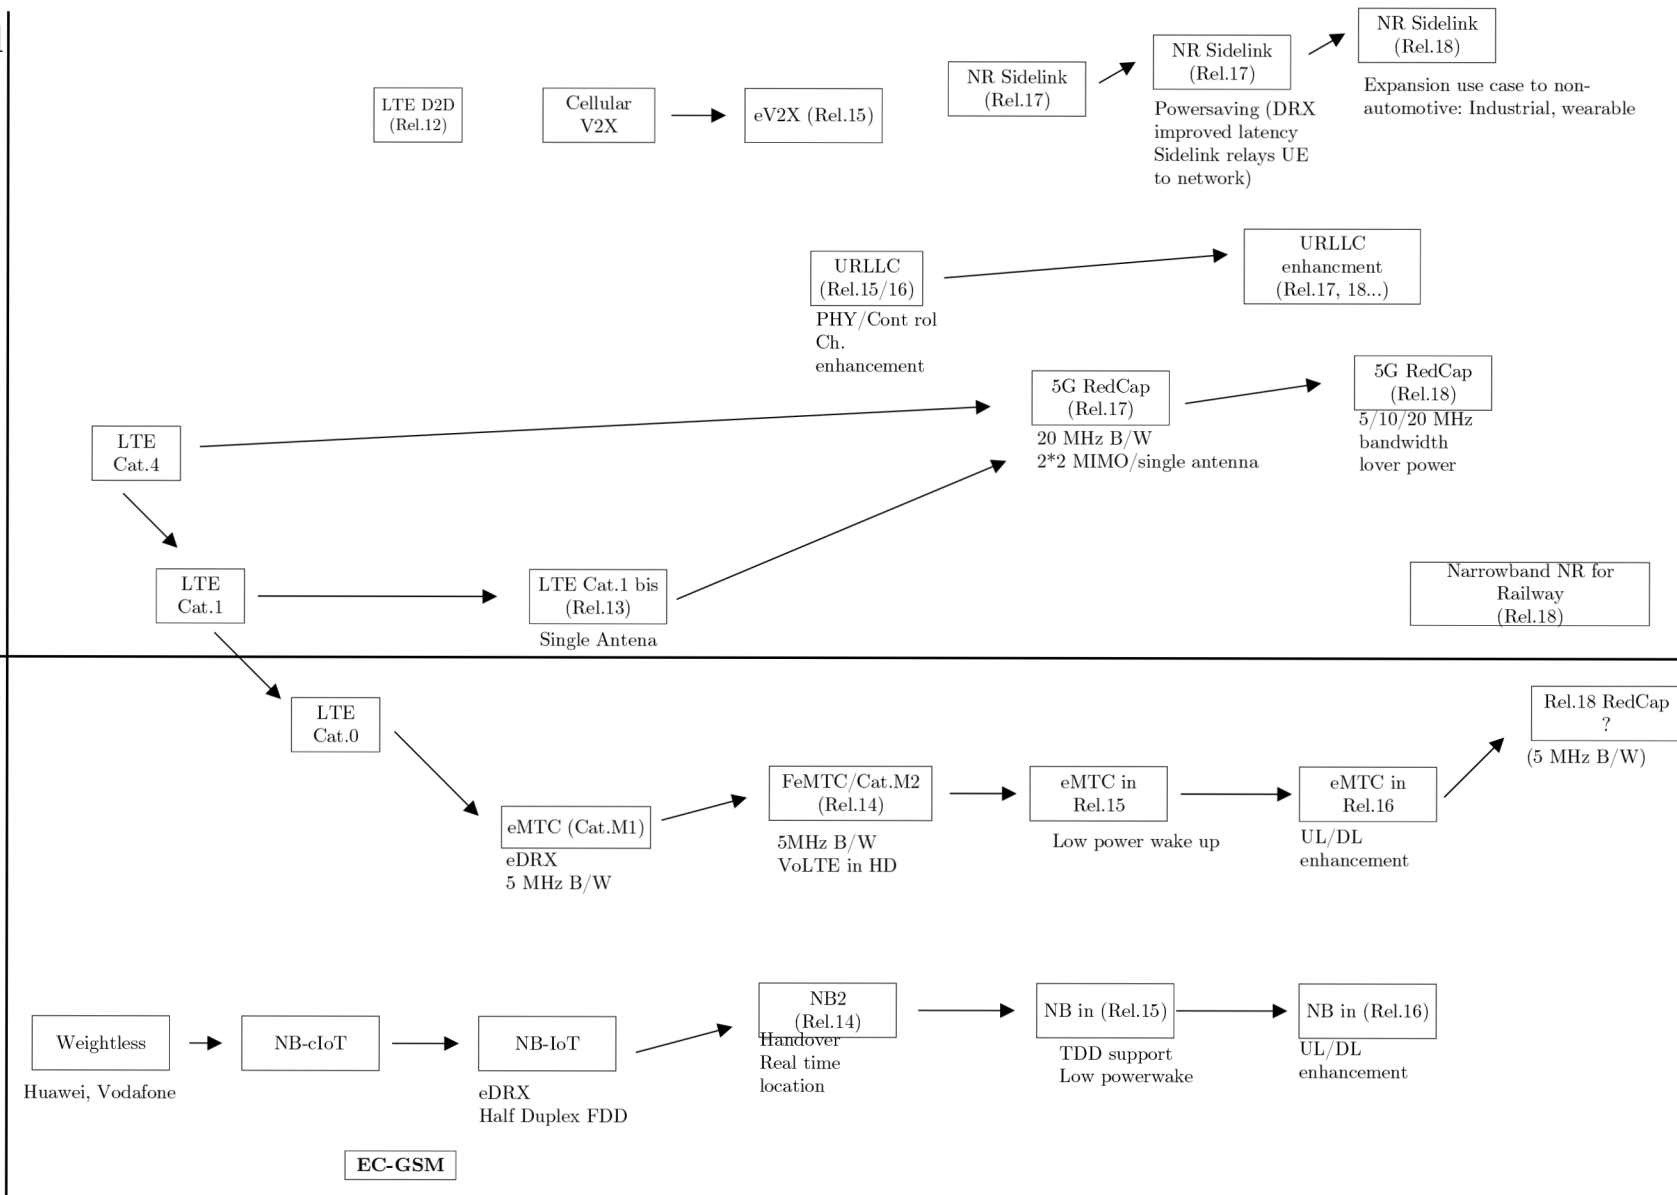 NR Sidelink
(Rel.18)
Expansion use case to non-
automotive: Industrial, wearable
NR Sidelink
(Rel.17)
Powersaving (DRX
improved latency
Sidelink relays UE
to network)
NR Sidelink
(Rel.17)
LTE D2D
(Rel.12)
Cellular
V2X
eV2X (Rel.15)
URLLC
(Rel.15/16)
PHY/Cont rol
Ch.
enhancement
URLLC
enhancment
(Rel.17, 18...)
5G RedCap
(Rel.17)
20 MHz B/W
2*2 MIMO/single antenna
5G RedCap
(Rel.18)
5/10/20 MHz
bandwidth
lover power
LTE
Cat.4
LTE
Cat.1
LTE Cat.1 bis
(Rel.13)
Single Antena
Narrowband NR for
Railway
(Rel.18)
LTE
Cat.0
Rel.18 RedCap
?
(5 MHz B/W)
eMTC (Cat.M1)
eDRX
5 MHz B/W
FeMTC/Cat.M2
(Rel.14)
5MHz B/W
VoLTE in HD
eMTC in
Rel.15
Low power wake up
eMTC in
Rel.16
UL/DL
enhancement
Weightless
Huawei, Vodafone
NB-cIoT
NB-IoT
eDRX
Half Duplex FDD
NB2
(Rel.14)
Handover
Real time
location
NB in (Rel.15)
TDD support
Low powerwake
NB in (Rel.16)
UL/DL
enhancement
EC-GSM